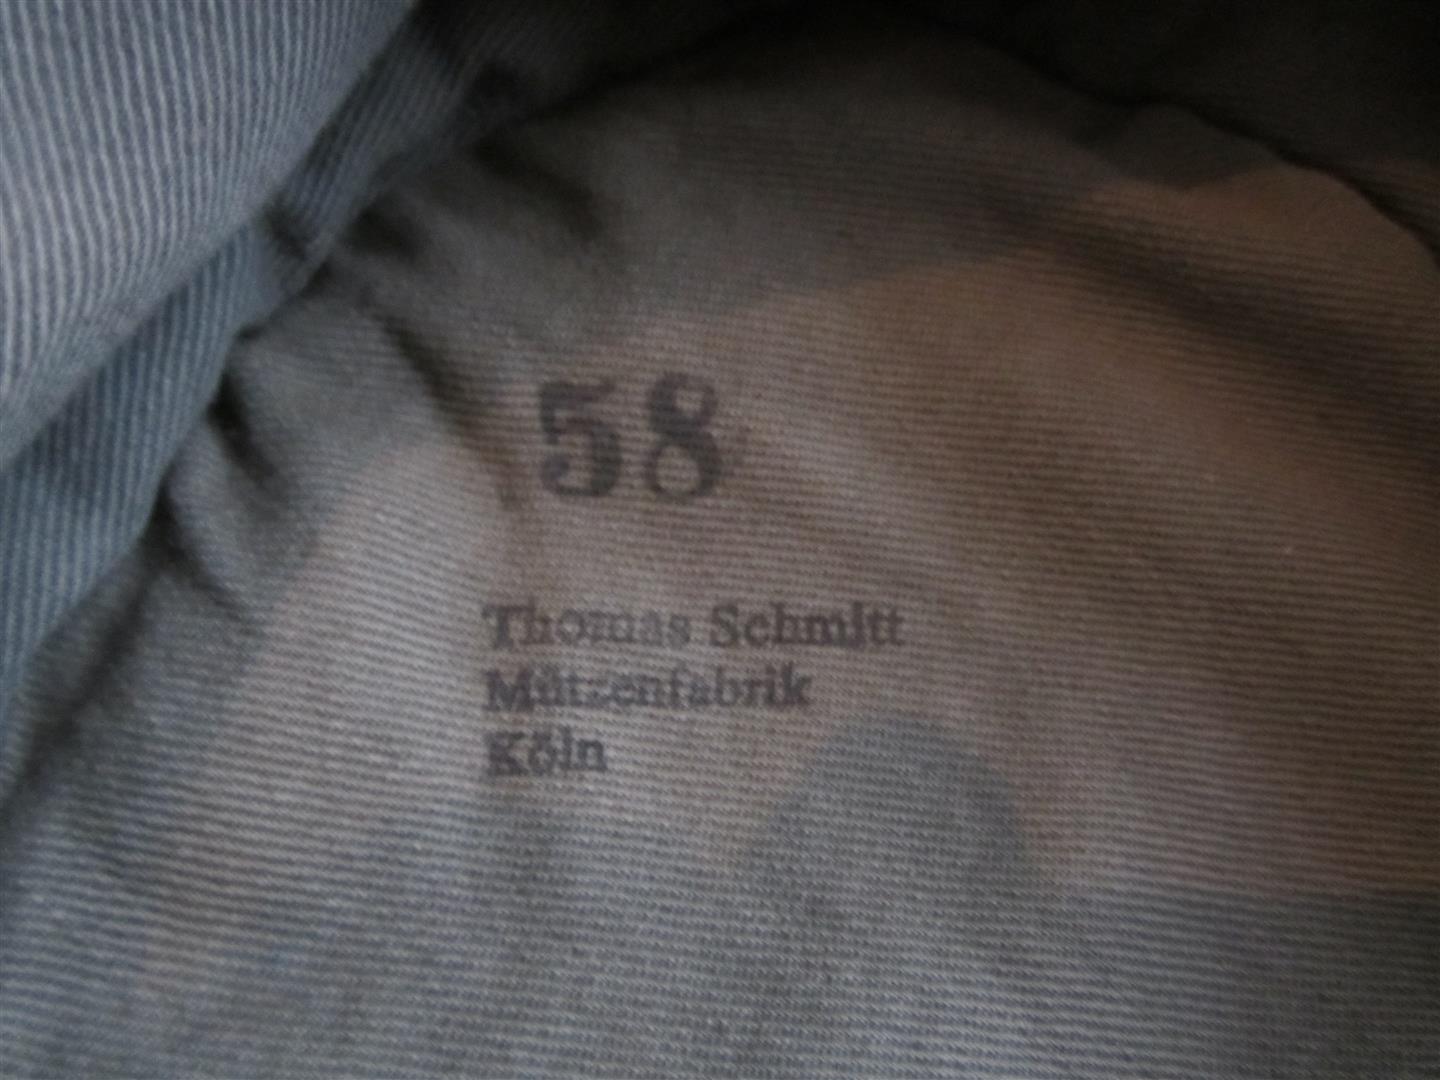 58
Thomas Schmitt
Mützenfabrik
Köln